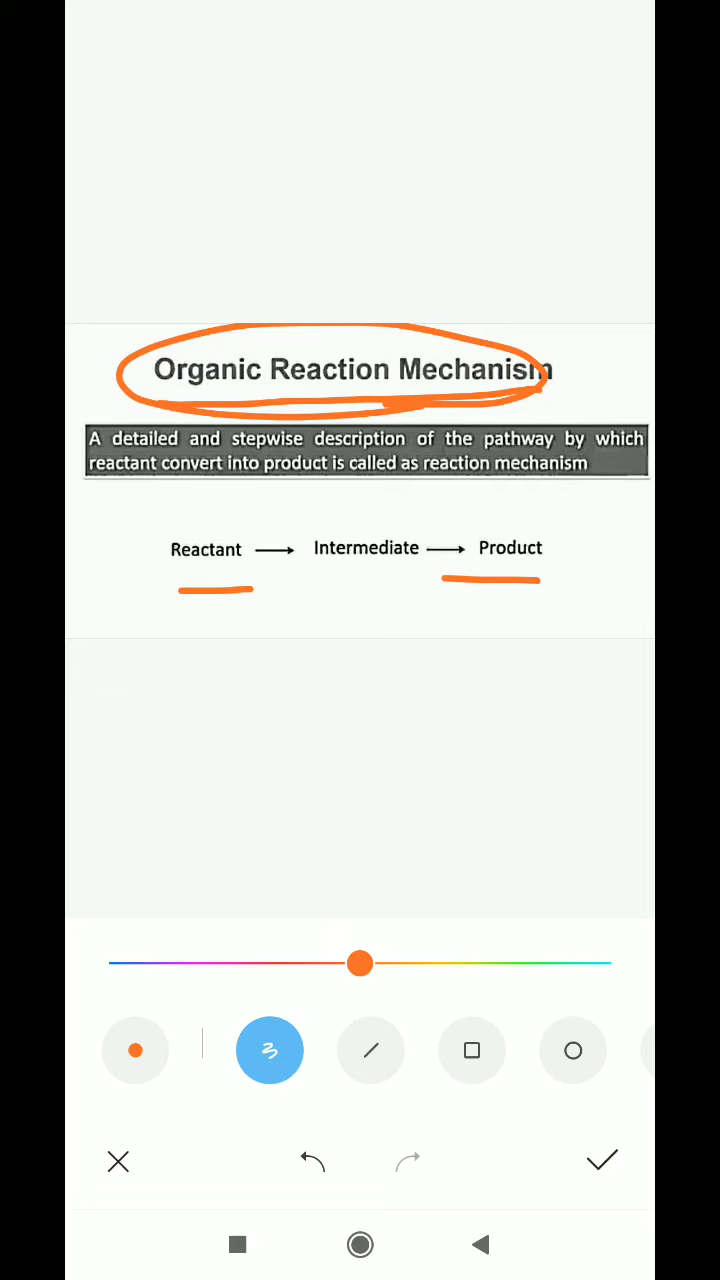 Organic Reaction Mechanism
A detailed and stepwise description of the pathway by which
reactant convert into product is called as reaction mechanism
Reactant ⟶ Intermediate ⟶ Product